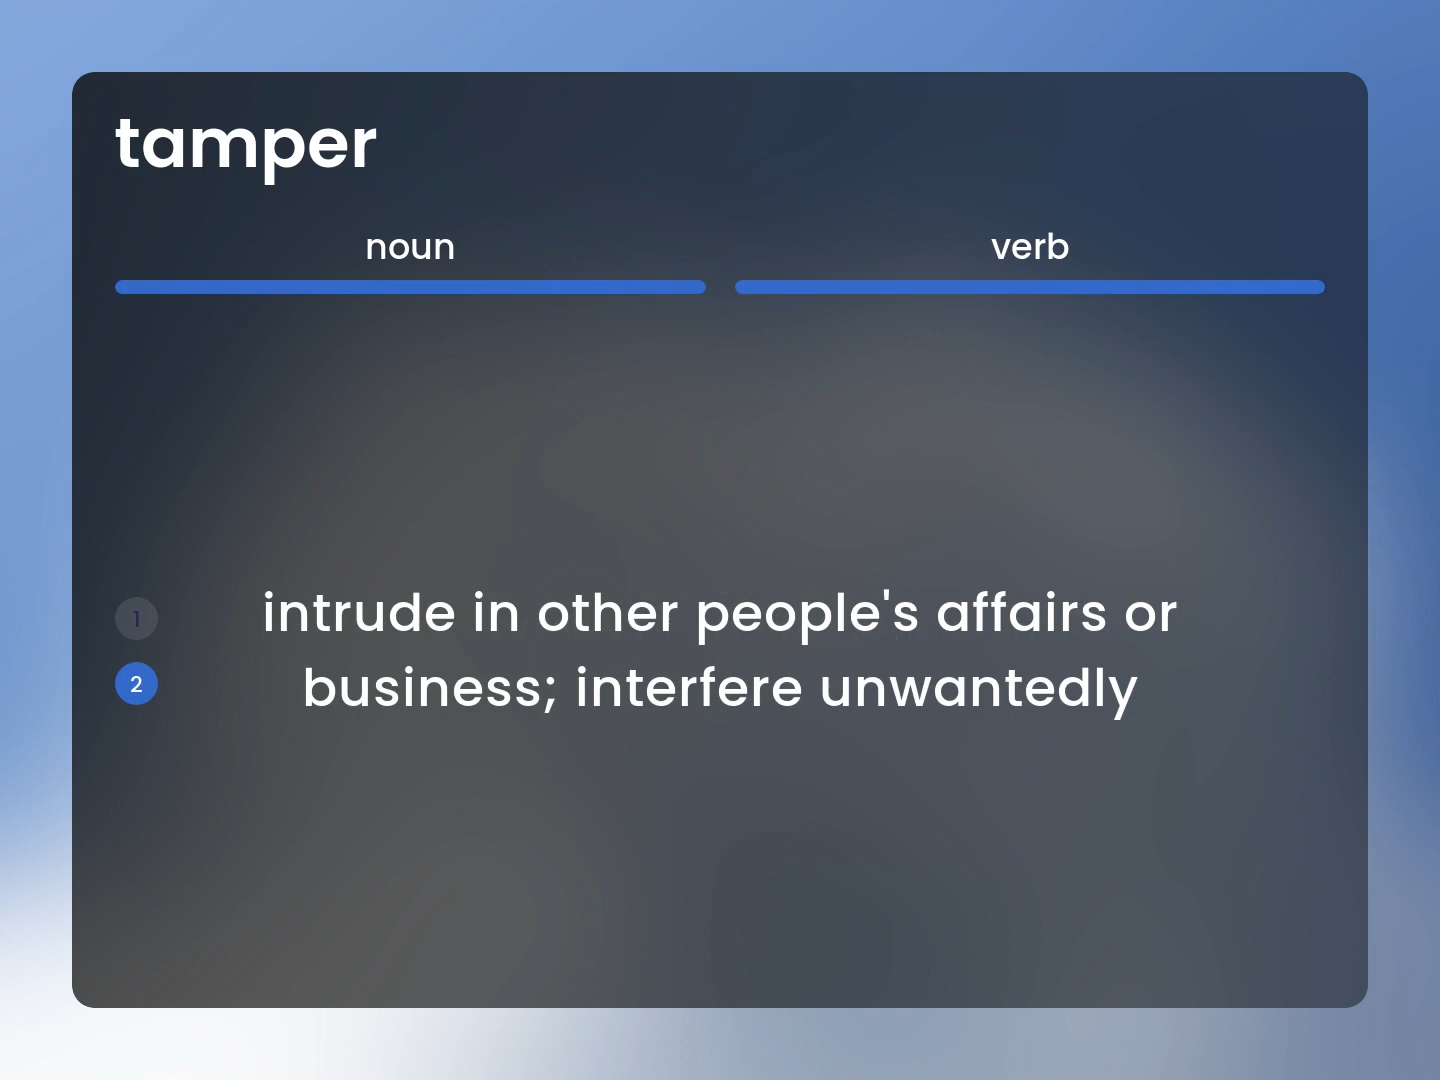 tamper
noun
verb
1
intrude in other people's affairs or
2
business; interfere unwantedly